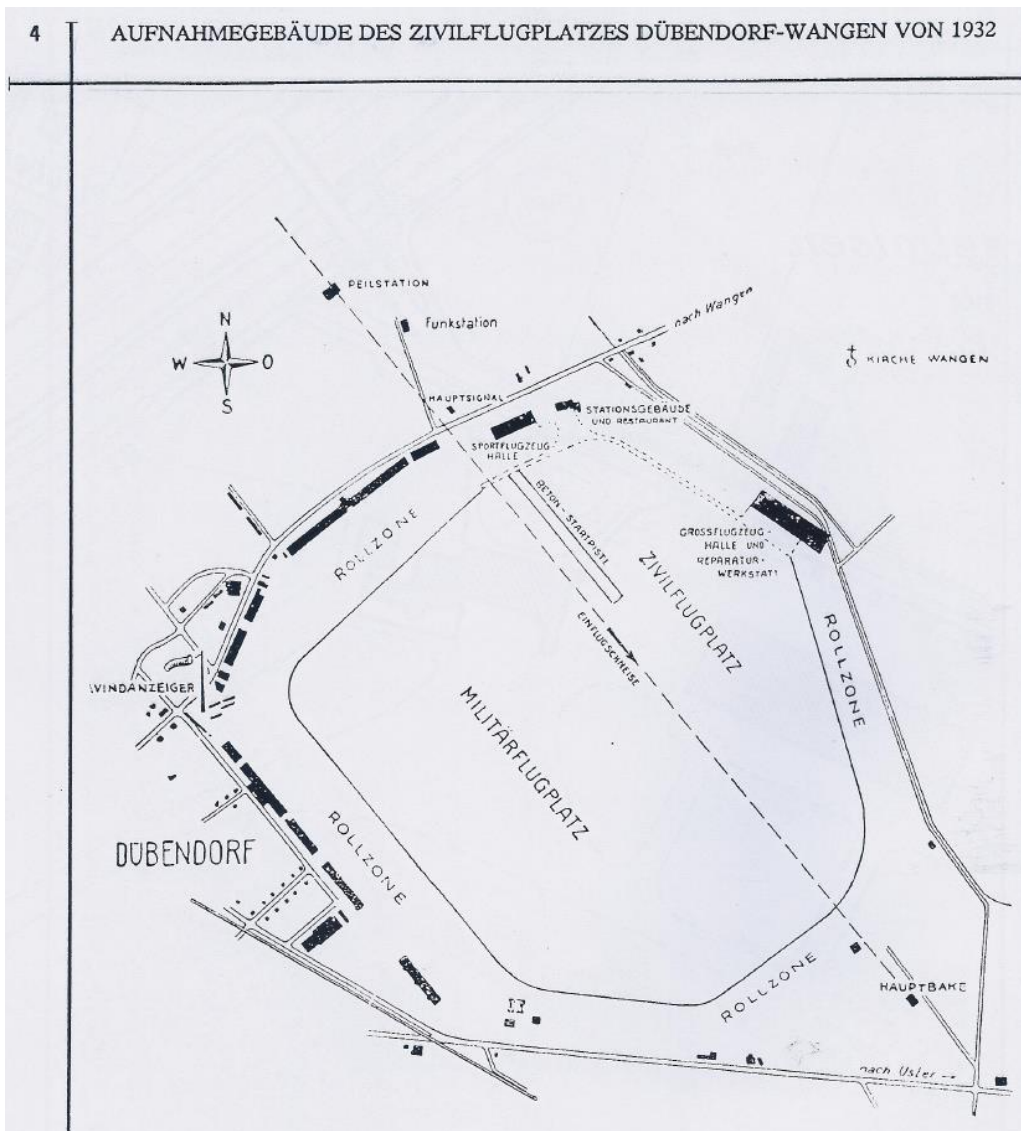 4
AUFNAHMEGEBÄUDE DES ZIVILFLUGPLATZES DÜBENDORF-WANGEN VON 1932
PEILSTATION
Funkstation
nach Wangen
N
W
O
S
KIRCHE WANGEN
HAUPTSIGNAL
STATIONSGEBÄUDE
UND RESTAURANT
SPORTFLUGZEUG
HALLE
BETON-STARTPISTE
ROLLZONE
GROSSFLUGZEUG-
HALLE UND
REPARATUR-
WERKSTATT
ZIVILFLUGPLATZ
EINFLUGSCHNEISE
ROLLZONE
WINDANZEIGER
MILITÄRFLUGPLATZ
DÜBENDORF
ROLLZONE
ROLLZONE
HAUPTBAKE
nach Uster